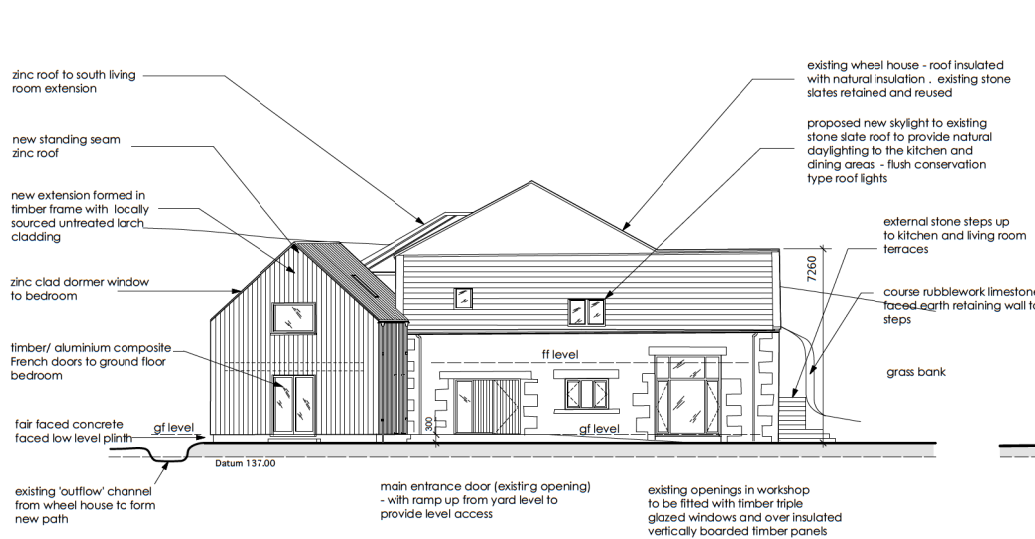 zinc roof to south living
room extension
new standing seam
zinc roof
new extension formed in
timber frame with locally
sourced untreated larch
cladding
zinc clad dormer window
to bedroom
timber/ aluminium composite
French doors to ground floor
bedroom
fair faced concrete
faced low level plinth
gf level
Datum 137.00
existing 'outflow' channel
from wheel house to form
new path
main entrance door (existing opening)
- with ramp up from yard level to
provide level access
existing openings in workshop
to be fitted with timber triple
glazed windows and over insulated
vertically boarded timber panels
ff level
gf level
300
7260
existing wheel house - roof insulated
with natural insulation . existing stone
slates retained and reused
proposed new skylight to existing
stone slate roof to provide natural
daylighting to the kitchen and
dining areas - flush conservation
type roof lights
external stone steps up
to kitchen and living room
terraces
course rubblework limestone
faced earth retaining wall to
steps
grass bank